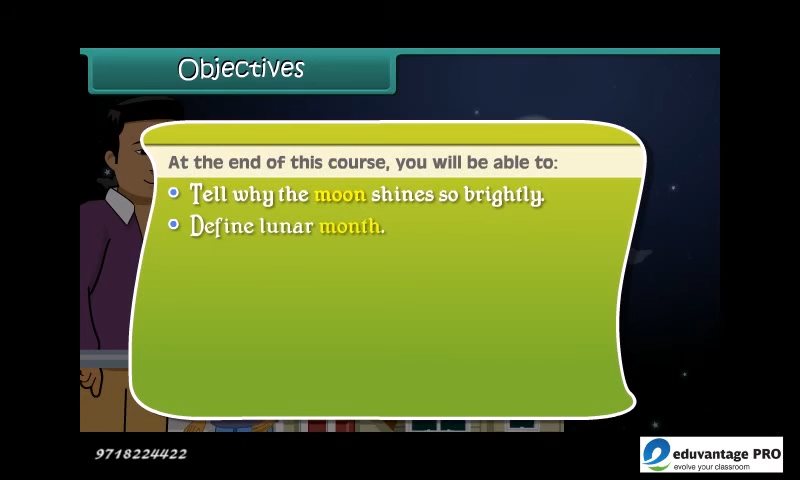 Objectives
At the end of this course, you will be able to:
Tell why the moon shines so brightly.
Define lunar month.
9718224422
eduvantage PRO
evolve your classroom